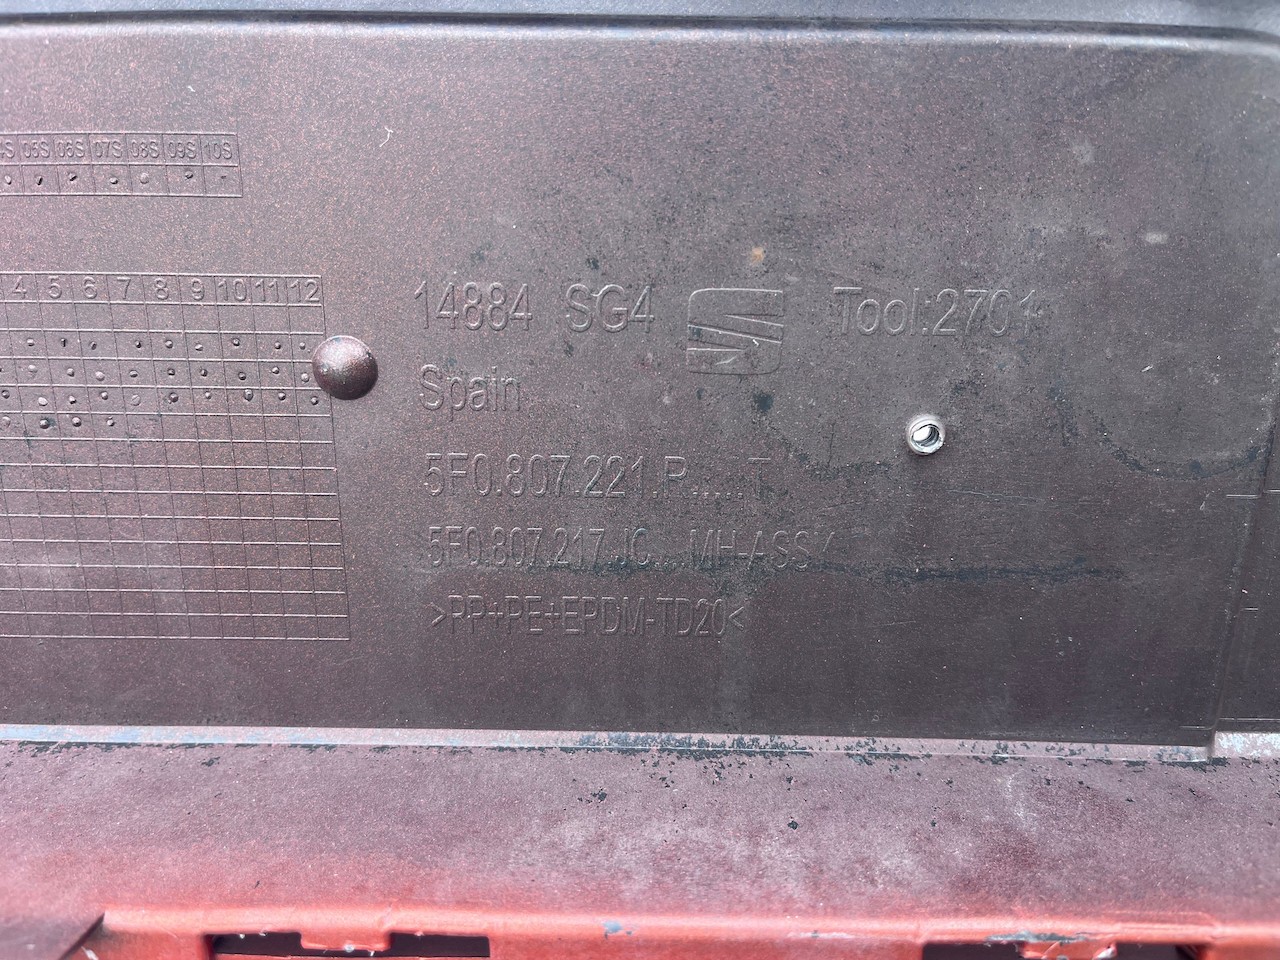 05S 06S 07S 08S 09S 10S
4 5 6 7 8 9 10 11 12
14884 SG4 Tool:2701
Spain
5F0.807.221.R.....T
5F0.807.217.JC...MH-ASSY
>PP+PE+EPDM-TD20<